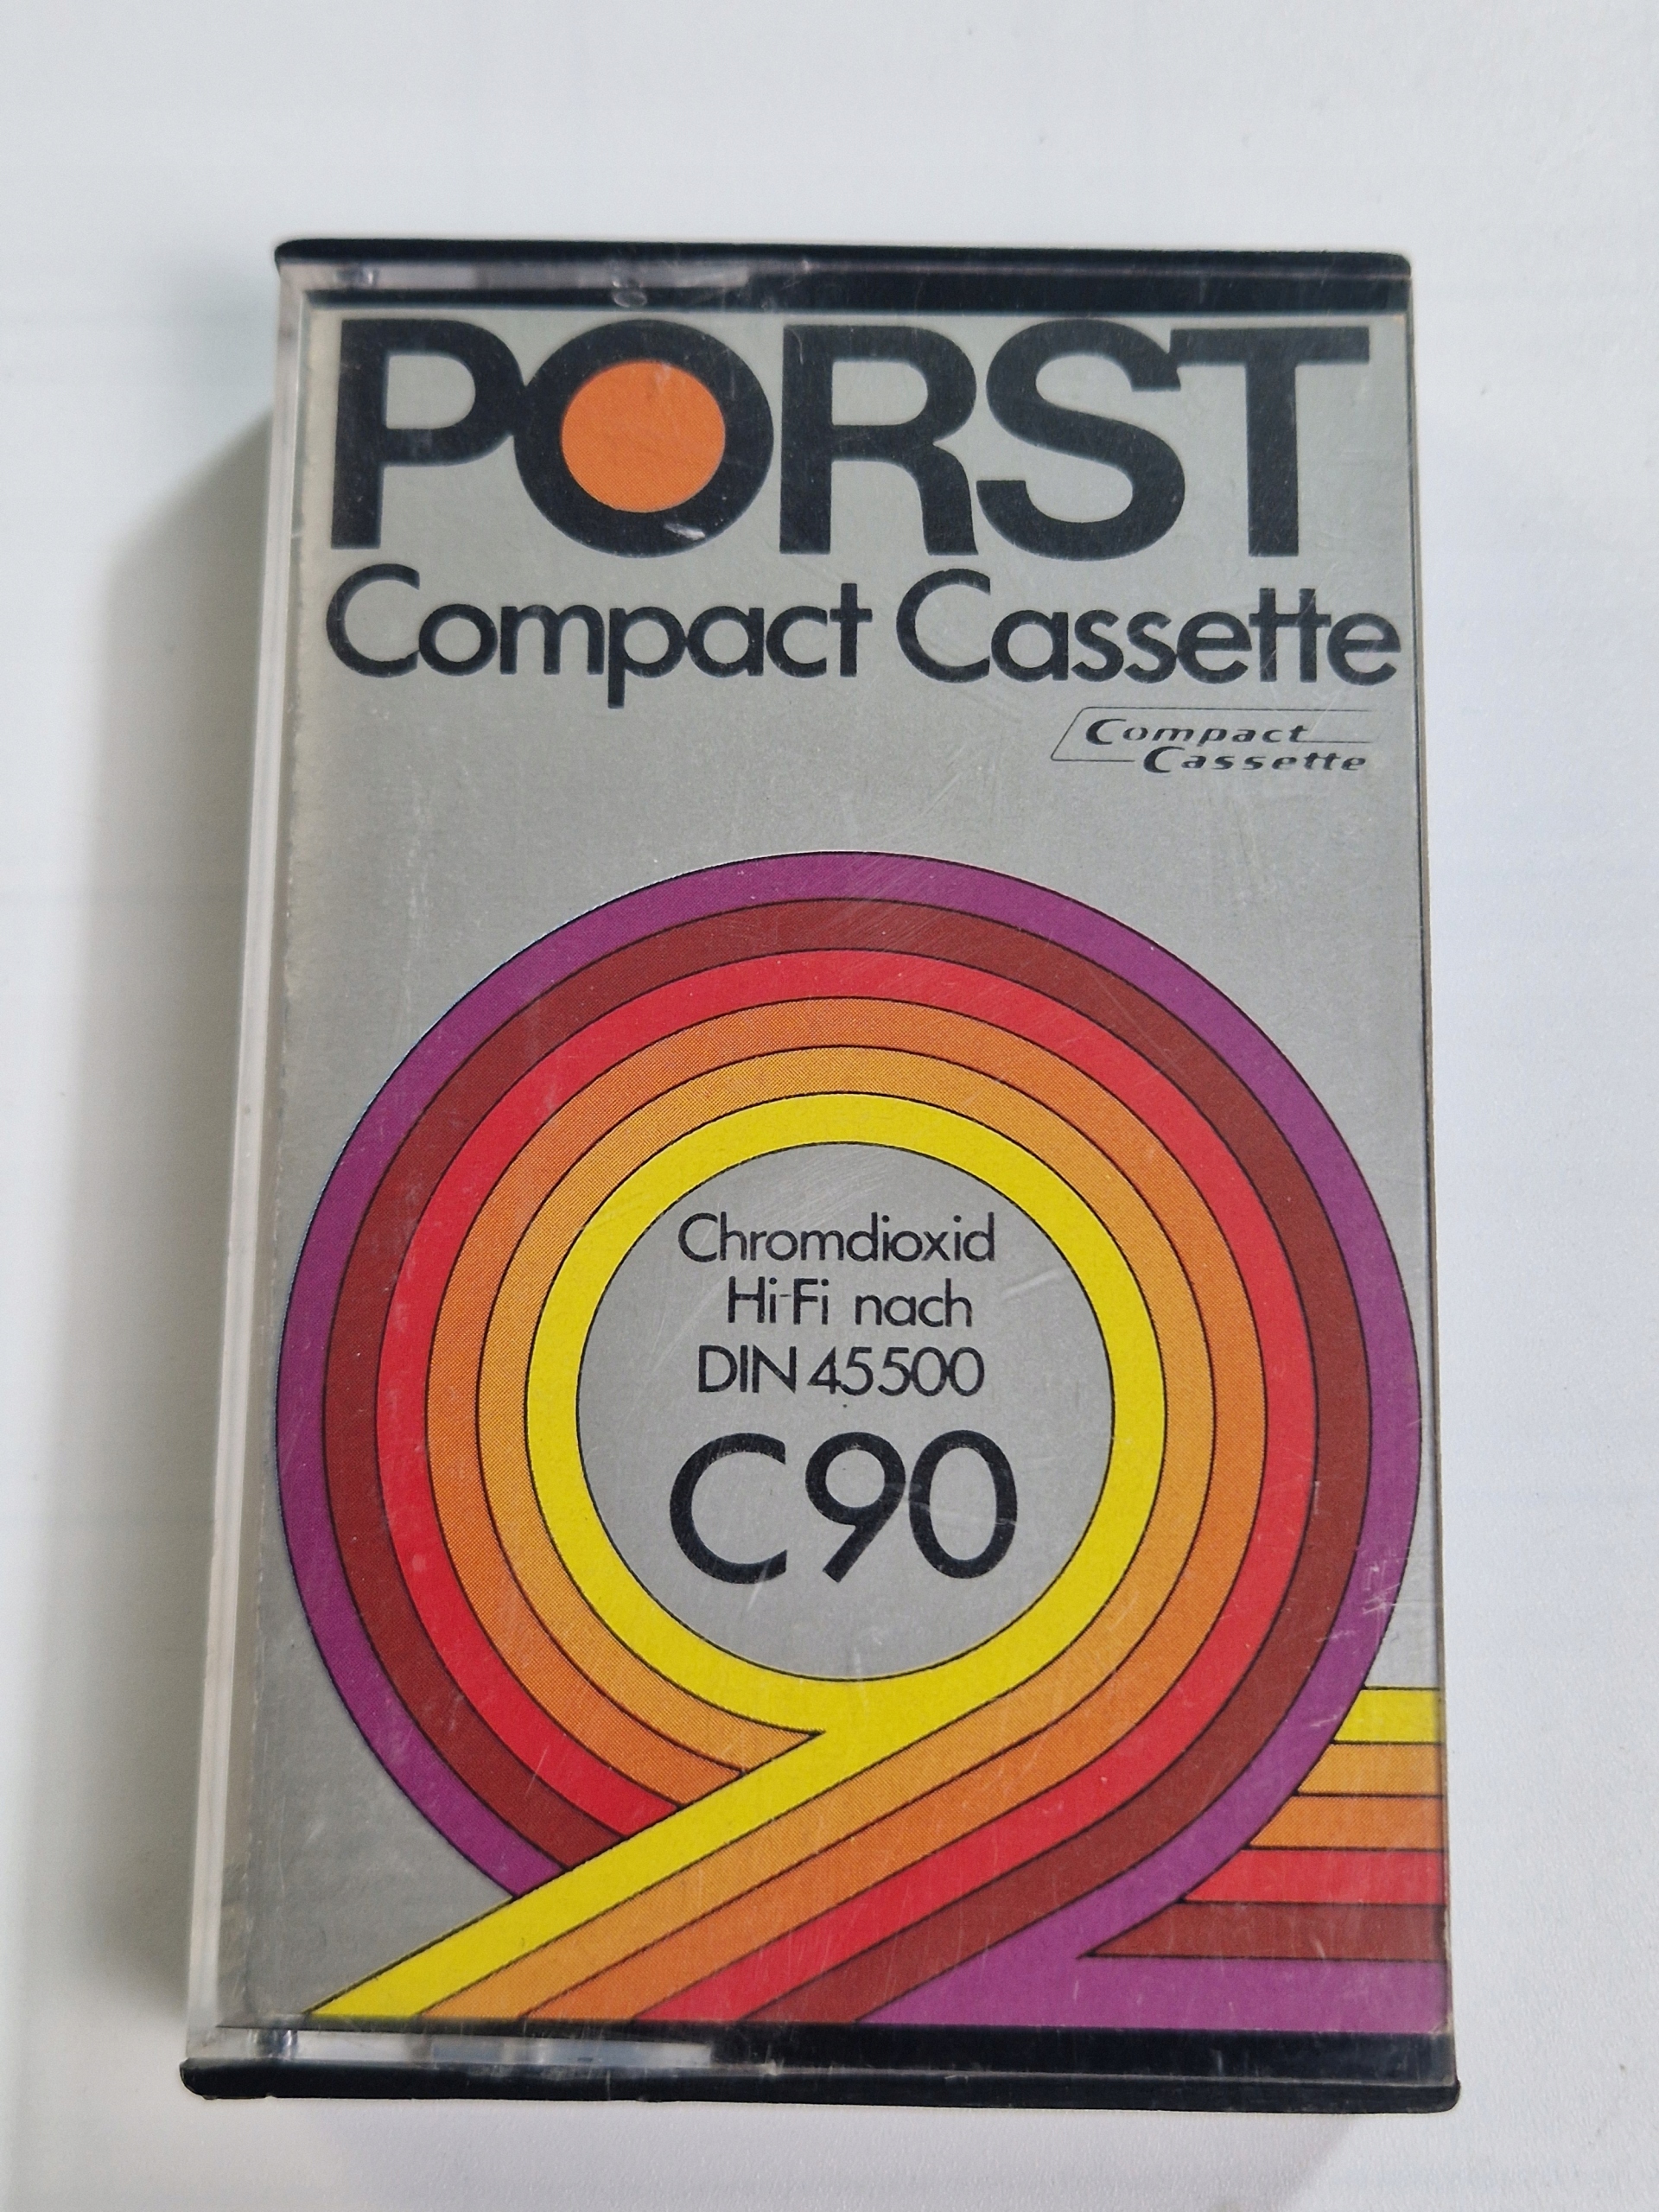 PORST
Compact Cassette
Compact
Cassette
Chromdioxid
Hi-Fi nach
DIN 45500
C90